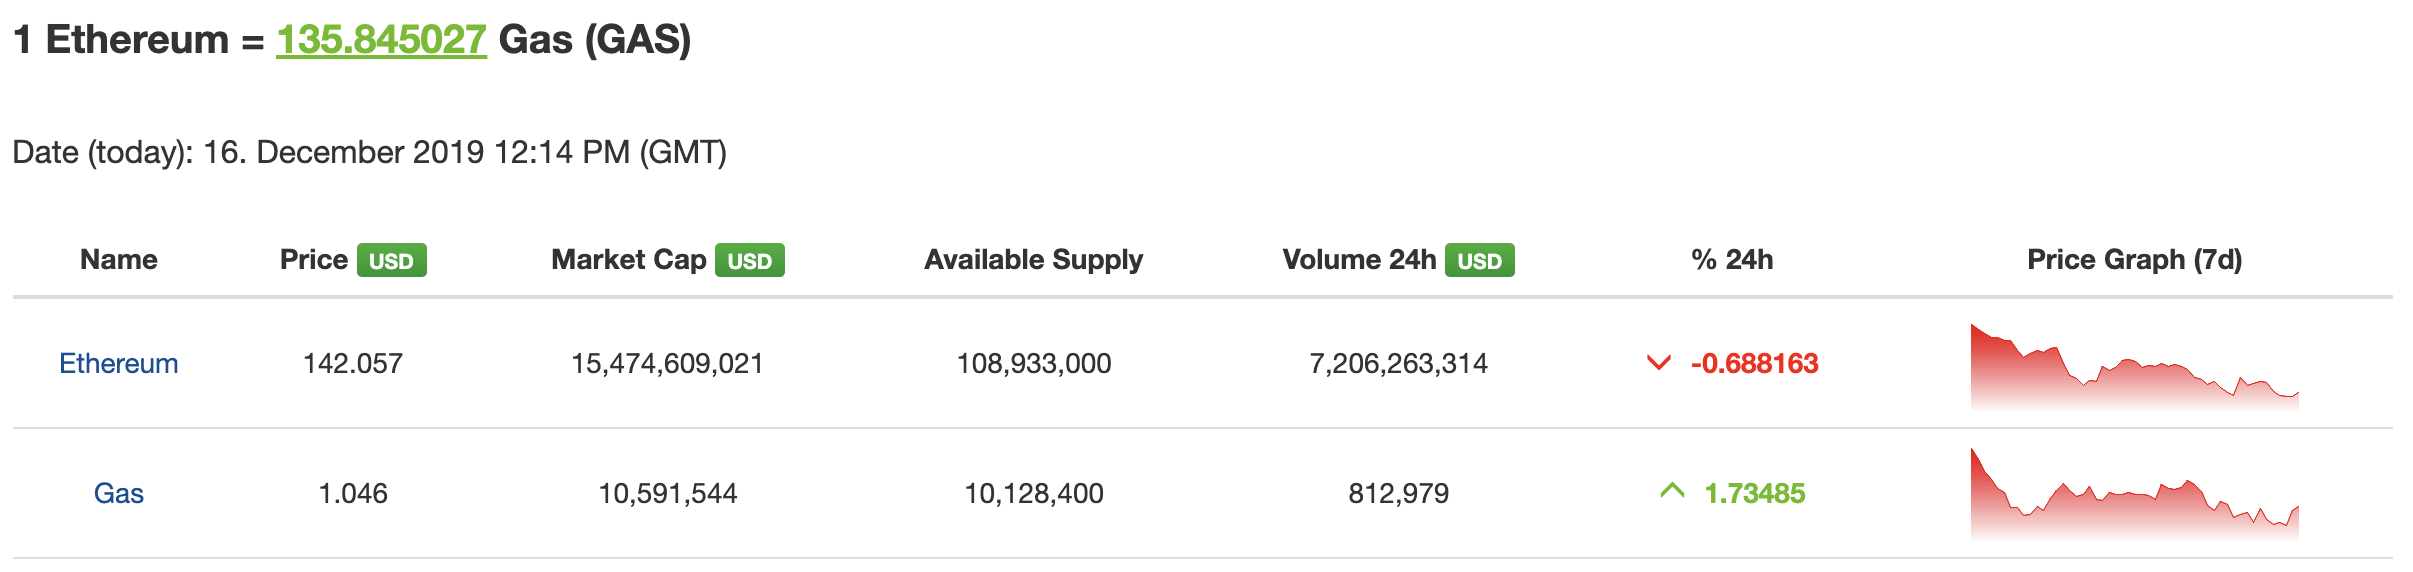 1 Ethereum = 135.845027 Gas (GAS)
Date (today): 16. December 2019 12:14 PM (GMT)
Name Price USD Market Cap USD Available Supply Volume 24h USD % 24h Price Graph (7d)
Ethereum 142.057 15,474,609,021 108,933,000 7,206,263,314 -0.688163
Gas 1.046 10,591,544 10,128,400 812,979 1.73485